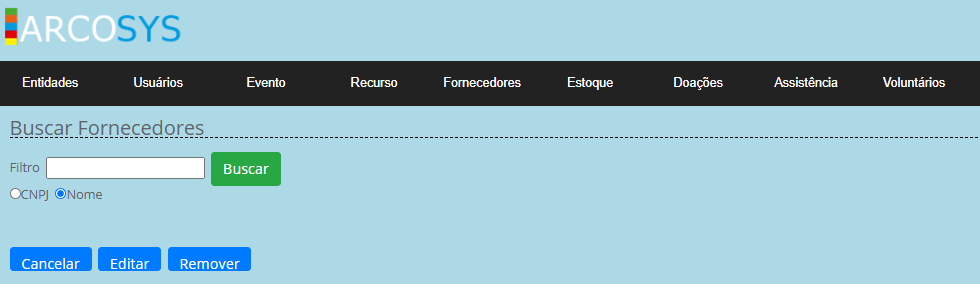 ARCOSYS
Entidades Usuários Evento Recurso Fornecedores Estoque Doações Assistência Voluntários
Buscar Fornecedores
Filtro Buscar
CNPJ Nome
Cancelar Editar Remover